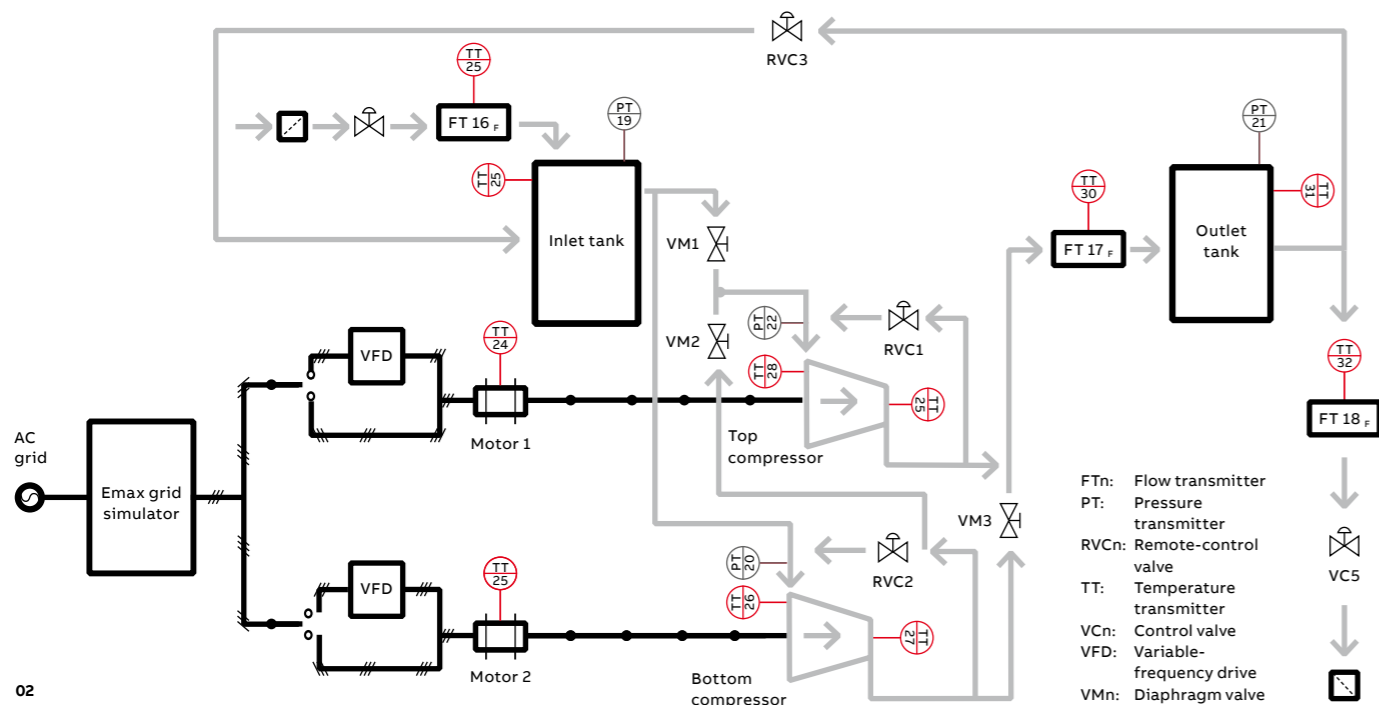 RVC3
TT
25
FT 16 F
PT
19
TT
25
Inlet tank
VM1
VM2
PT
22
RVC1
TT
28
TT
25
Top
compressor
TT
30
FT 17 F
PT
21
TT
31
Outlet
tank
TT
32
FT 18 F
VC5
AC
grid
Emax grid
simulator
VFD
TT
24
Motor 1
VFD
TT
25
Motor 2
PT
20
RVC2
TT
26
TT
27
Bottom
compressor
VM3
FTn: Flow transmitter
PT: Pressure
transmitter
RVCn: Remote-control
valve
TT: Temperature
transmitter
VCn: Control valve
VFD: Variable-
frequency drive
VMn: Diaphragm valve
02